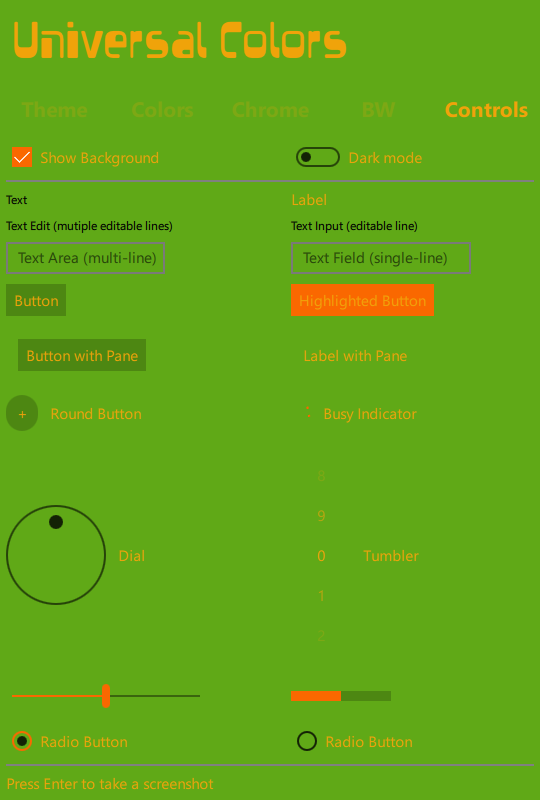 Universal Colors
Theme Colors Chrome BW Controls
Show Background Dark mode
Text Label
Text Edit (mutiple editable lines) Text Input (editable line)
Text Area (multi-line) Text Field (single-line)
Button Highlighted Button
Button with Pane Label with Pane
+ Round Button Busy Indicator
8
9
Dial 0 Tumbler
1
2
Radio Button Radio Button
Press Enter to take a screenshot